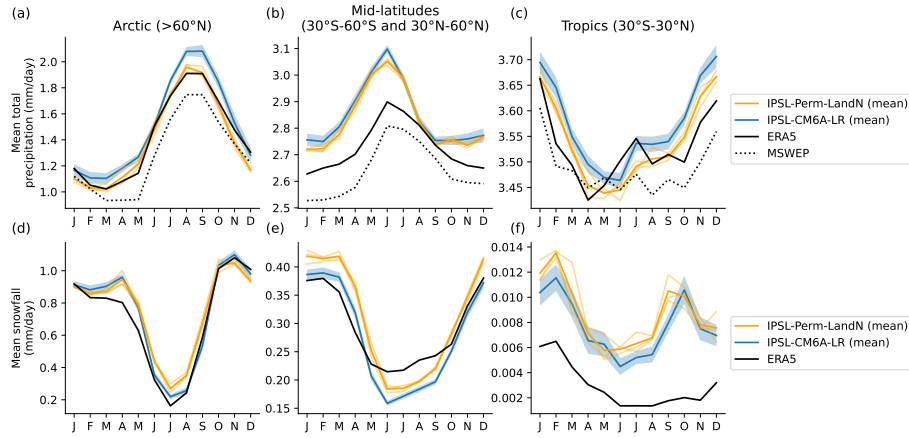 (a)
Arctic (>60°N)
(b)
Mid-latitudes
(30°S-60°S and 30°N-60°N)
(c)
Tropics (30°S-30°N)
Mean total
precipitation (mm/day)
2.0
1.8
1.6
1.4
1.2
1.0
J F M A M J J A S O N D
3.1
3.0
2.9
2.8
2.7
2.6
2.5
J F M A M J J A S O N D
3.70
3.65
3.60
3.55
3.50
3.45
J F M A M J J A S O N D
IPSL-Perm-LandN (mean)
IPSL-CM6A-LR (mean)
ERA5
MSWEP
(d)
(e)
(f)
Mean snowfall
(mm/day)
1.0
0.8
0.6
0.4
0.2
J F M A M J J A S O N D
0.40
0.35
0.30
0.25
0.20
0.15
J F M A M J J A S O N D
0.014
0.012
0.010
0.008
0.006
0.004
0.002
J F M A M J J A S O N D
IPSL-Perm-LandN (mean)
IPSL-CM6A-LR (mean)
ERA5